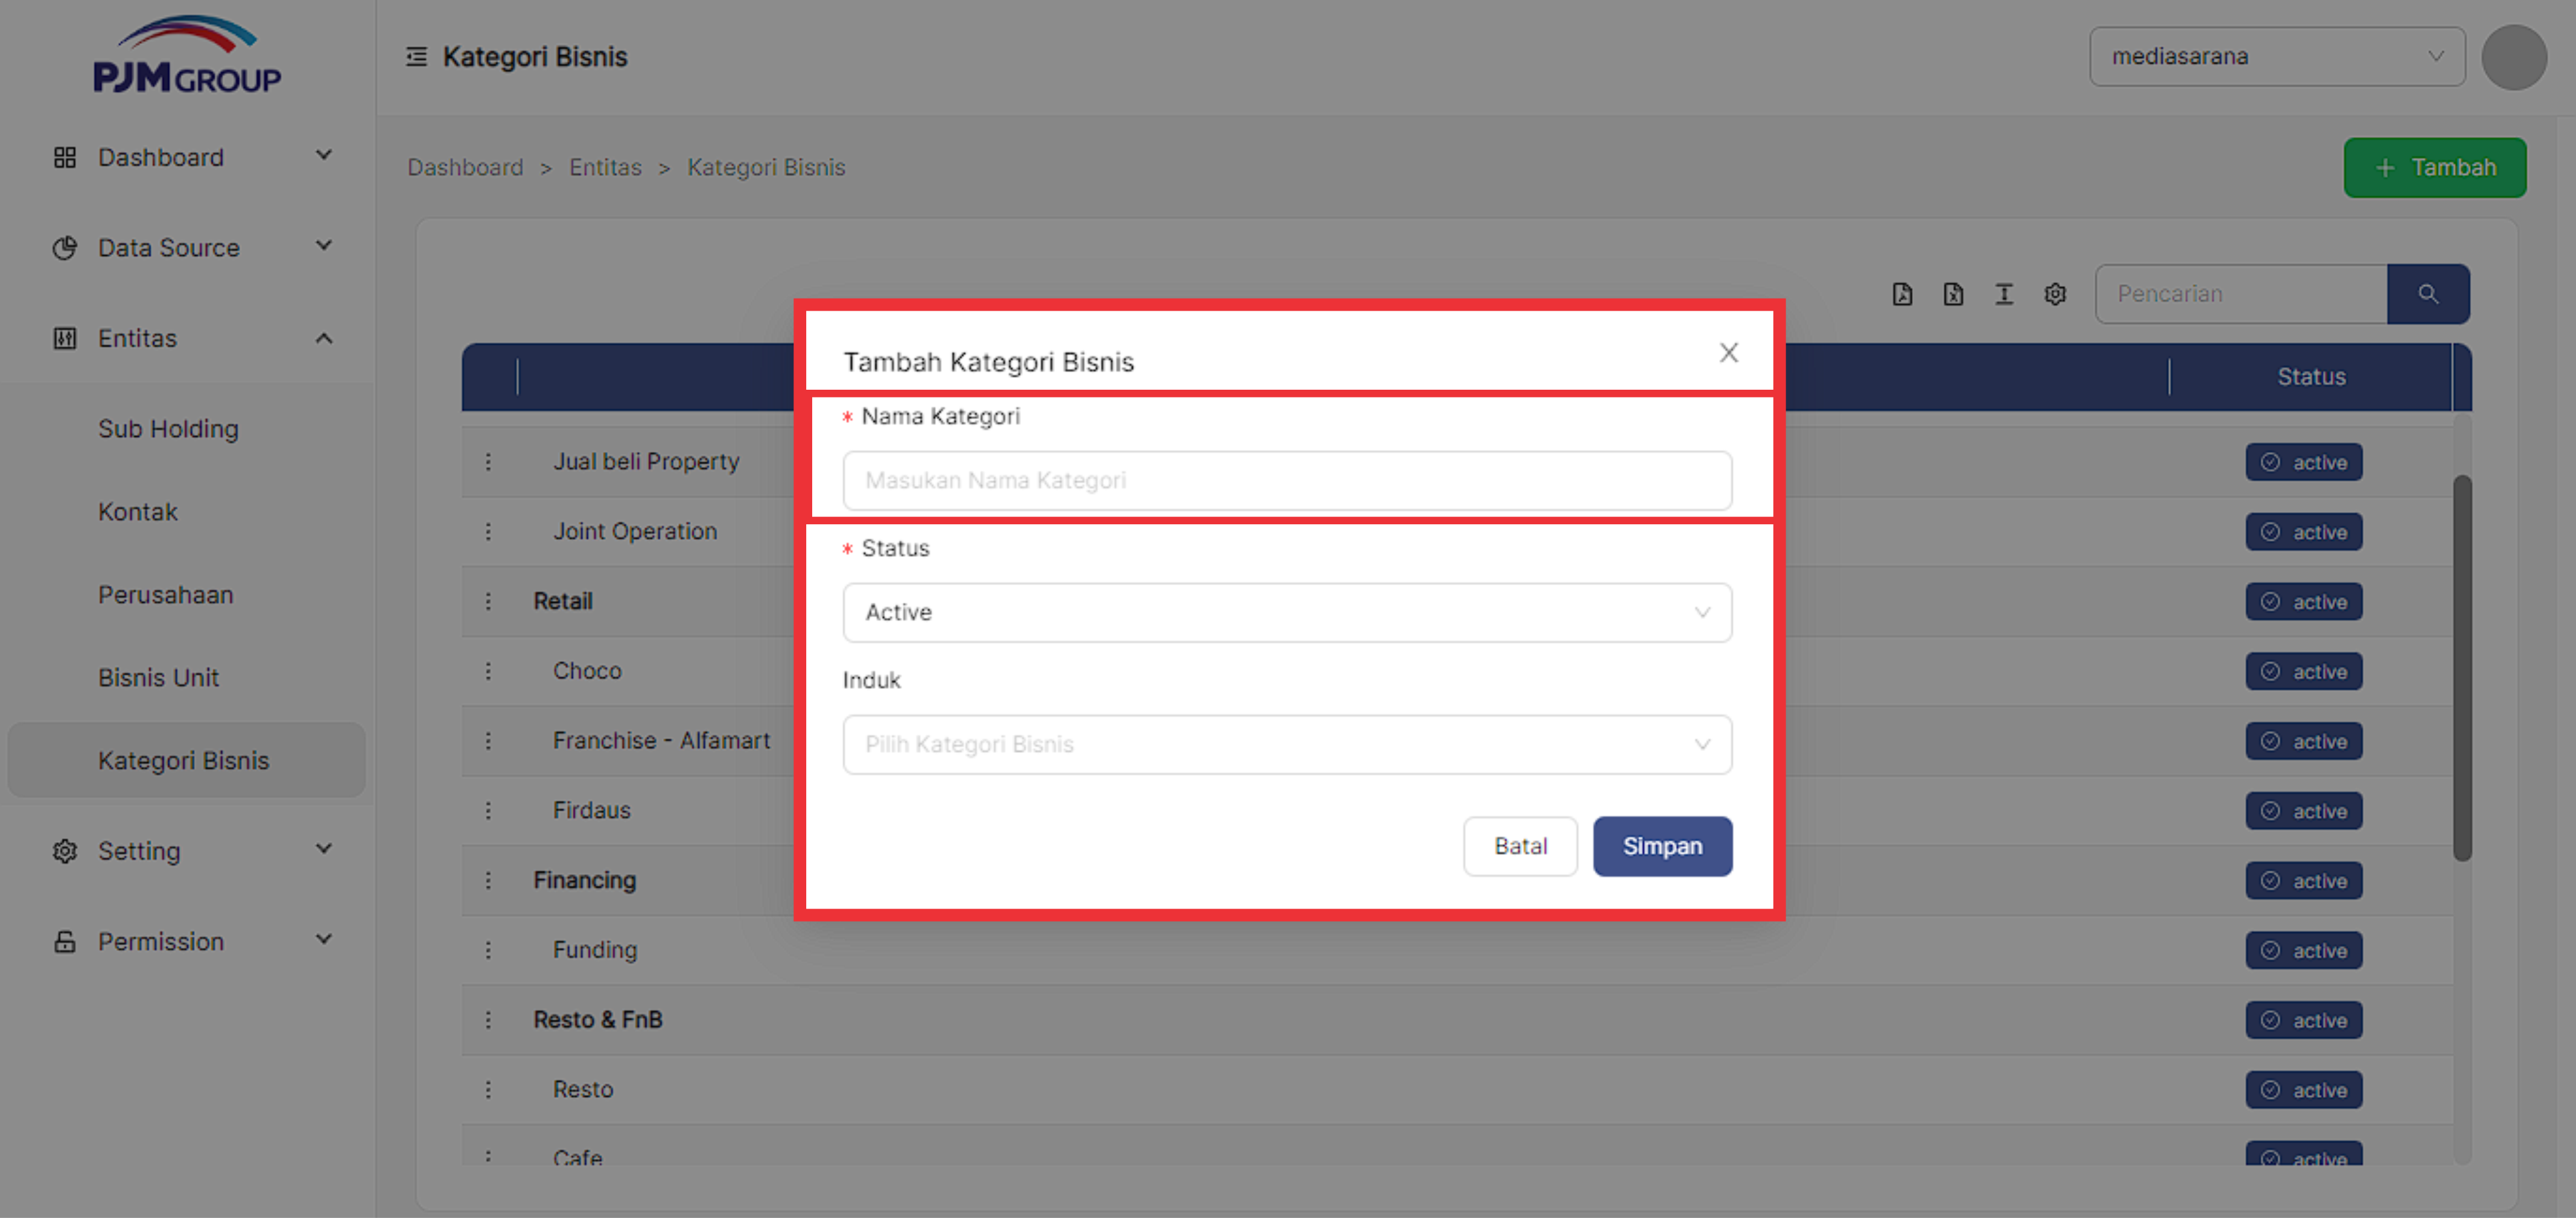 PJM GROUP
Kategori Bisnis
mediasarana
Dashboard
Data Source
Entitas
Sub Holding
Kontak
Perusahaan
Bisnis Unit
Kategori Bisnis
Setting
Permission
Dashboard > Entitas > Kategori Bisnis
+ Tambah
Pencarian
Status
Jual beli Property active
Joint Operation active
Retail active
Choco active
Franchise - Alfamart active
Firdaus active
Financing active
Funding active
Resto & FnB active
Resto active
Cafe active
Tambah Kategori Bisnis
* Nama Kategori
Masukan Nama Kategori
* Status
Active
Induk
Pilih Kategori Bisnis
Batal Simpan